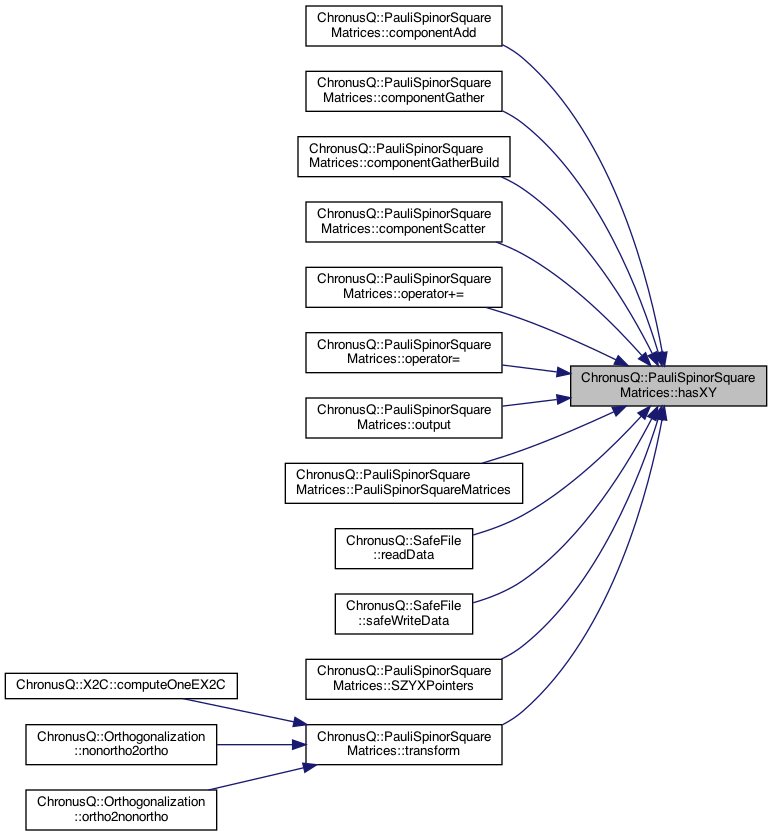 ChronusQ::PauliSpinorSquare
Matrices::componentAdd
ChronusQ::PauliSpinorSquare
Matrices::componentGather
ChronusQ::PauliSpinorSquare
Matrices::componentGatherBuild
ChronusQ::PauliSpinorSquare
Matrices::componentScatter
ChronusQ::PauliSpinorSquare
Matrices::operator+=
ChronusQ::PauliSpinorSquare
Matrices::operator=
ChronusQ::PauliSpinorSquare
Matrices::hasXY
ChronusQ::PauliSpinorSquare
Matrices::output
ChronusQ::PauliSpinorSquare
Matrices::PauliSpinorSquareMatrices
ChronusQ::SafeFile
::readData
ChronusQ::SafeFile
::safeWriteData
ChronusQ::PauliSpinorSquare
Matrices::SZYXPointers
ChronusQ::X2C::computeOneEX2C
ChronusQ::Orthogonalization
::nonortho2ortho
ChronusQ::PauliSpinorSquare
Matrices::transform
ChronusQ::Orthogonalization
::ortho2nonortho